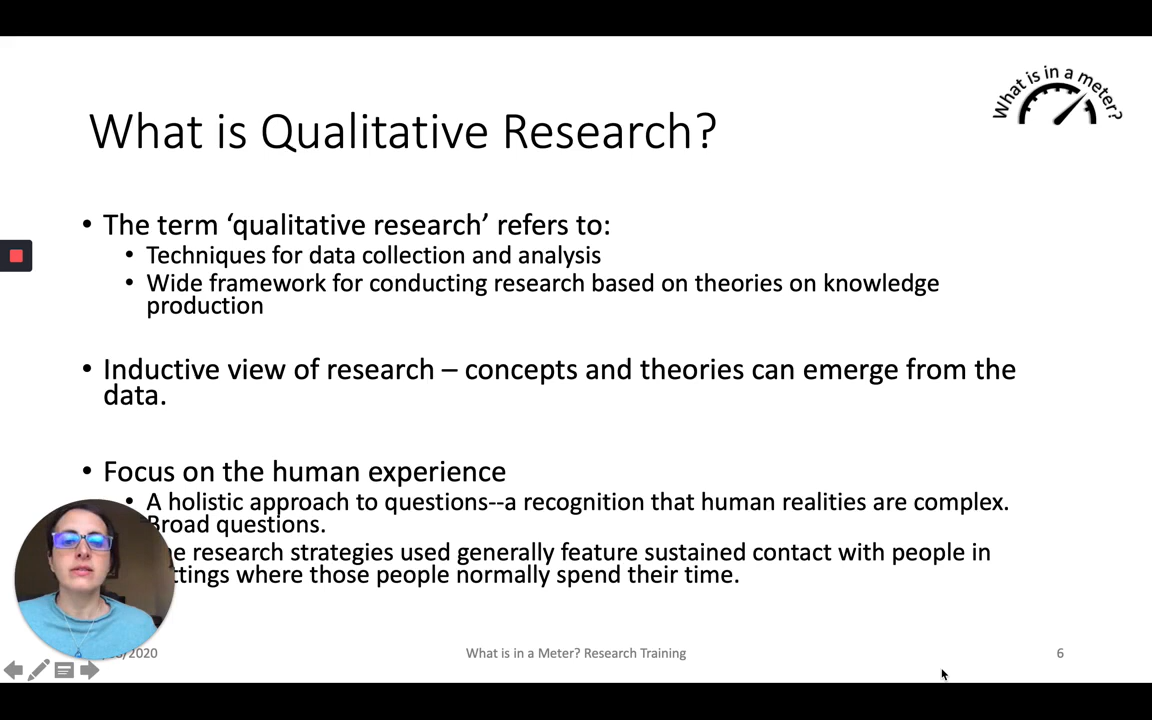 What is in a meter?
What is Qualitative Research?
• The term ‘qualitative research’ refers to:
• Techniques for data collection and analysis
• Wide framework for conducting research based on theories on knowledge
production
• Inductive view of research – concepts and theories can emerge from the
data.
• Focus on the human experience
• A holistic approach to questions--a recognition that human realities are complex.
Broad questions.
research strategies used generally feature sustained contact with people in
where those people normally spend their time.
/2020
What is in a Meter? Research Training
6